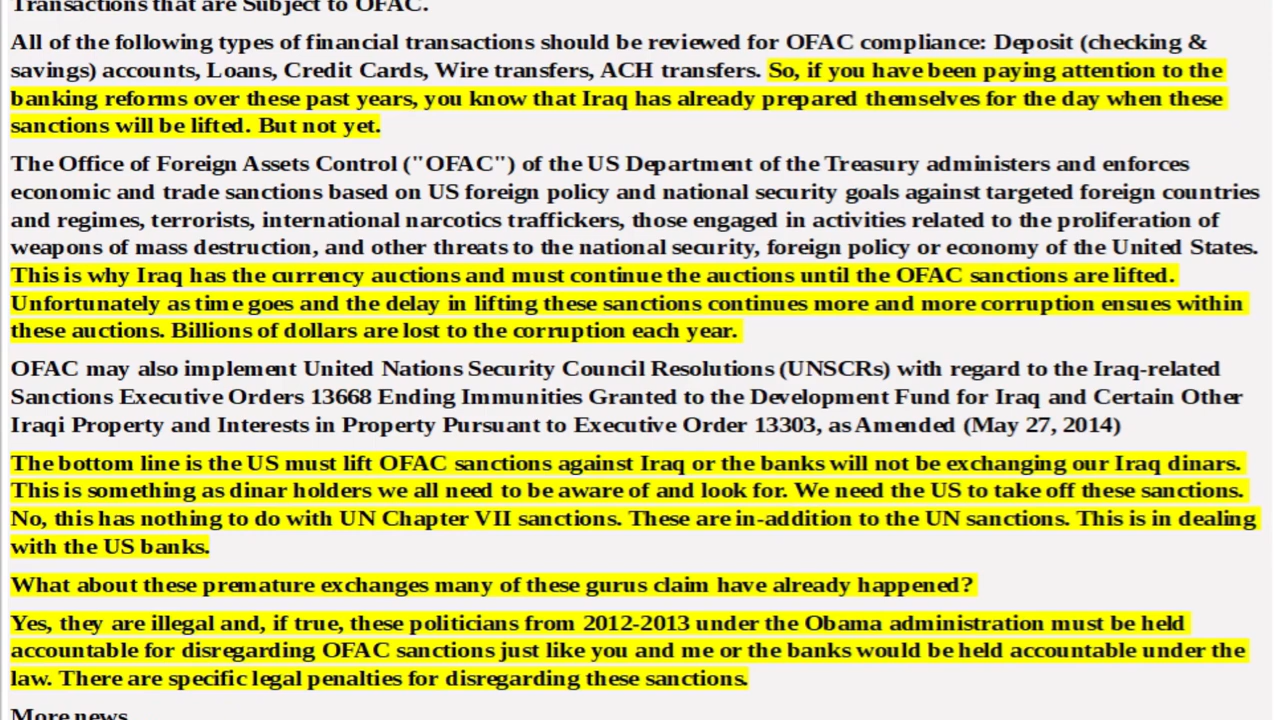 Transactions that are Subject to OFAC.
All of the following types of financial transactions should be reviewed for OFAC compliance: Deposit (checking &
savings) accounts, Loans, Credit Cards, Wire transfers, ACH transfers. So, if you have been paying attention to the
banking reforms over these past years, you know that Iraq has already prepared themselves for the day when these
sanctions will be lifted. But not yet.
The Office of Foreign Assets Control ("OFAC") of the US Department of the Treasury administers and enforces
economic and trade sanctions based on US foreign policy and national security goals against targeted foreign countries
and regimes, terrorists, international narcotics traffickers, those engaged in activities related to the proliferation of
weapons of mass destruction, and other threats to the national security, foreign policy or economy of the United States.
This is why Iraq has the currency auctions and must continue the auctions until the OFAC sanctions are lifted.
Unfortunately as time goes and the delay in lifting these sanctions continues more and more corruption ensues within
these auctions. Billions of dollars are lost to the corruption each year.
OFAC may also implement United Nations Security Council Resolutions (UNSCRs) with regard to the Iraq-related
Sanctions Executive Orders 13668 Ending Immunities Granted to the Development Fund for Iraq and Certain Other
Iraqi Property and Interests in Property Pursuant to Executive Order 13303, as Amended (May 27, 2014)
The bottom line is the US must lift OFAC sanctions against Iraq or the banks will not be exchanging our Iraq dinars.
This is something as dinar holders we all need to be aware of and look for. We need the US to take off these sanctions.
No, this has nothing to do with UN Chapter VII sanctions. These are in-addition to the UN sanctions. This is in dealing
with the US banks.
What about these premature exchanges many of these gurus claim have already happened?
Yes, they are illegal and, if true, these politicians from 2012-2013 under the Obama administration must be held
accountable for disregarding OFAC sanctions just like you and me or the banks would be held accountable under the
law. There are specific legal penalties for disregarding these sanctions.
More news